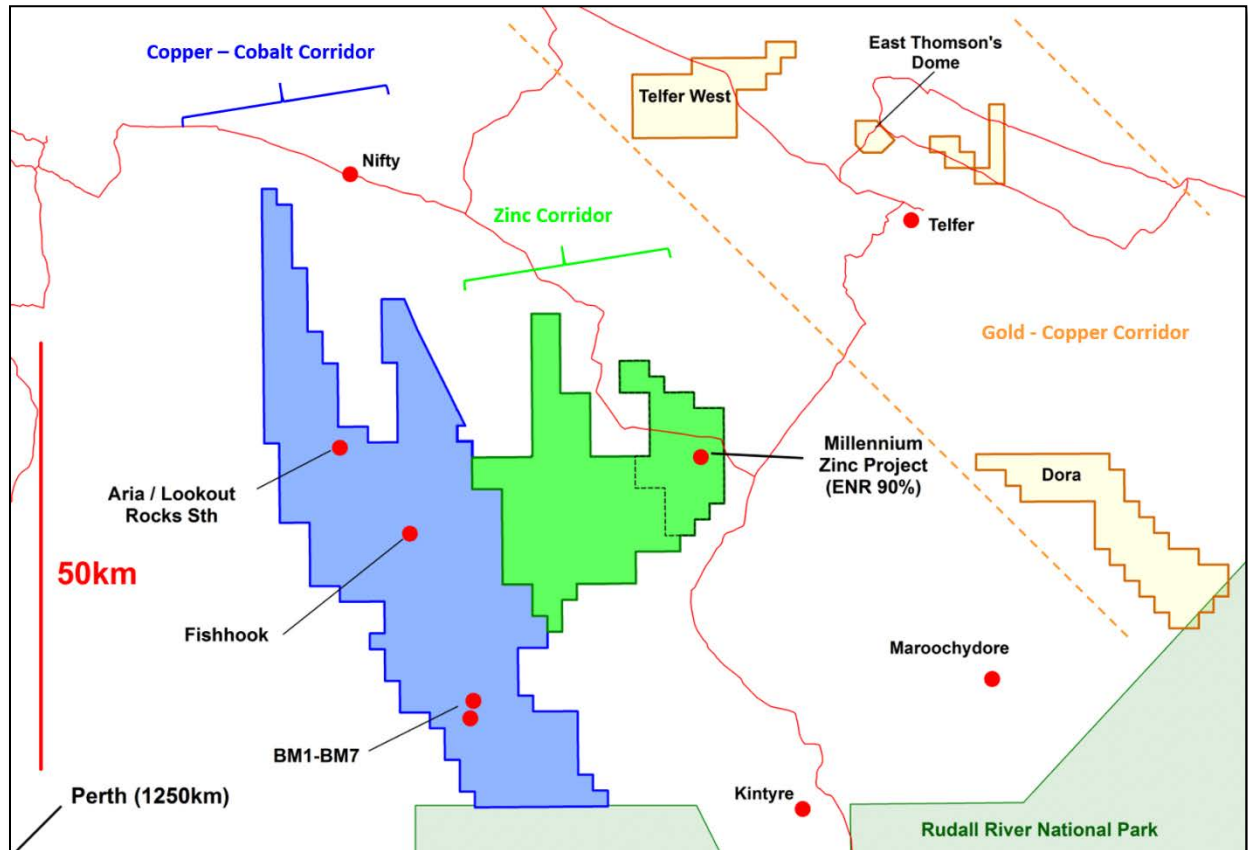 Copper – Cobalt Corridor
East Thomson's
Dome
Telfer West
Nifty
Zinc Corridor
Telfer
Gold - Copper Corridor
Millennium
Zinc Project
(ENR 90%)
Dora
Aria / Lookout
Rocks Sth
50km
Fishhook
Maroochydore
BM1-BM7
Perth (1250km)
Kintyre
Rudall River National Park